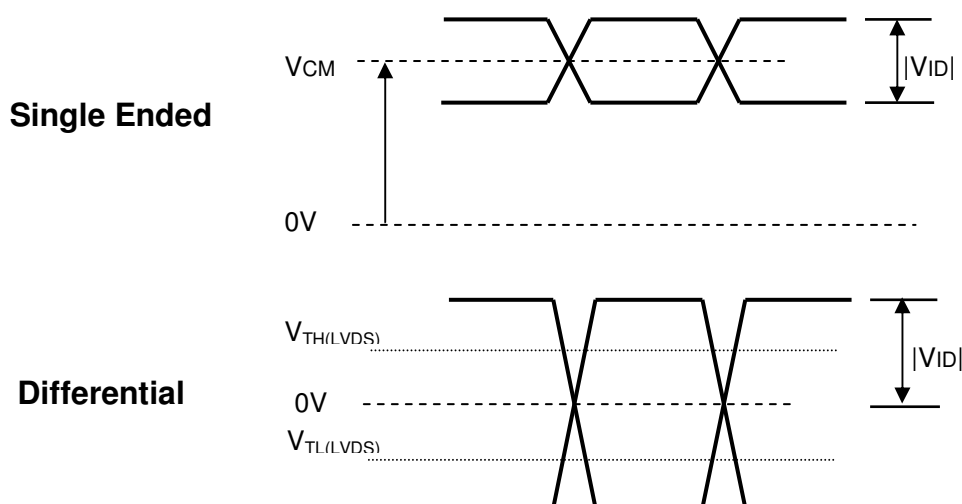 VCM
|VID|
Single Ended
0V
VTH(LVDS)
|VID|
Differential
0V
VTL(LVDS)